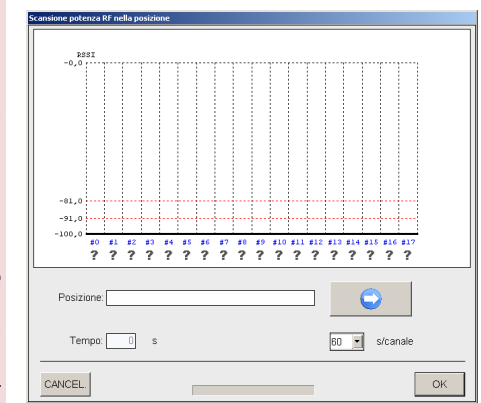 Scansione potenza RF nella posizione
RSSI
-0,0
-81,0
-91,0
-100,0
#0 #1 #2 #3 #4 #5 #6 #7 #8 #9 #10 #11 #12 #13 #14 #15 #16 #17
? ? ? ? ? ? ? ? ? ? ? ? ? ? ? ? ? ?
Posizione:
Tempo: 0 s 60 s/canale
CANCEL. OK